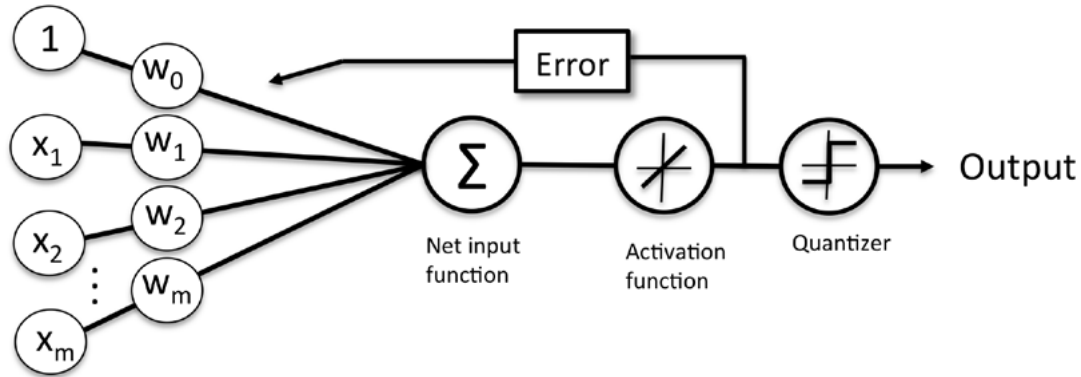 1
w₀
Error
x₁
w₁
Σ
Output
x₂
w₂
Net input
function
Activation
function
Quantizer
⋮
wₘ
xₘ